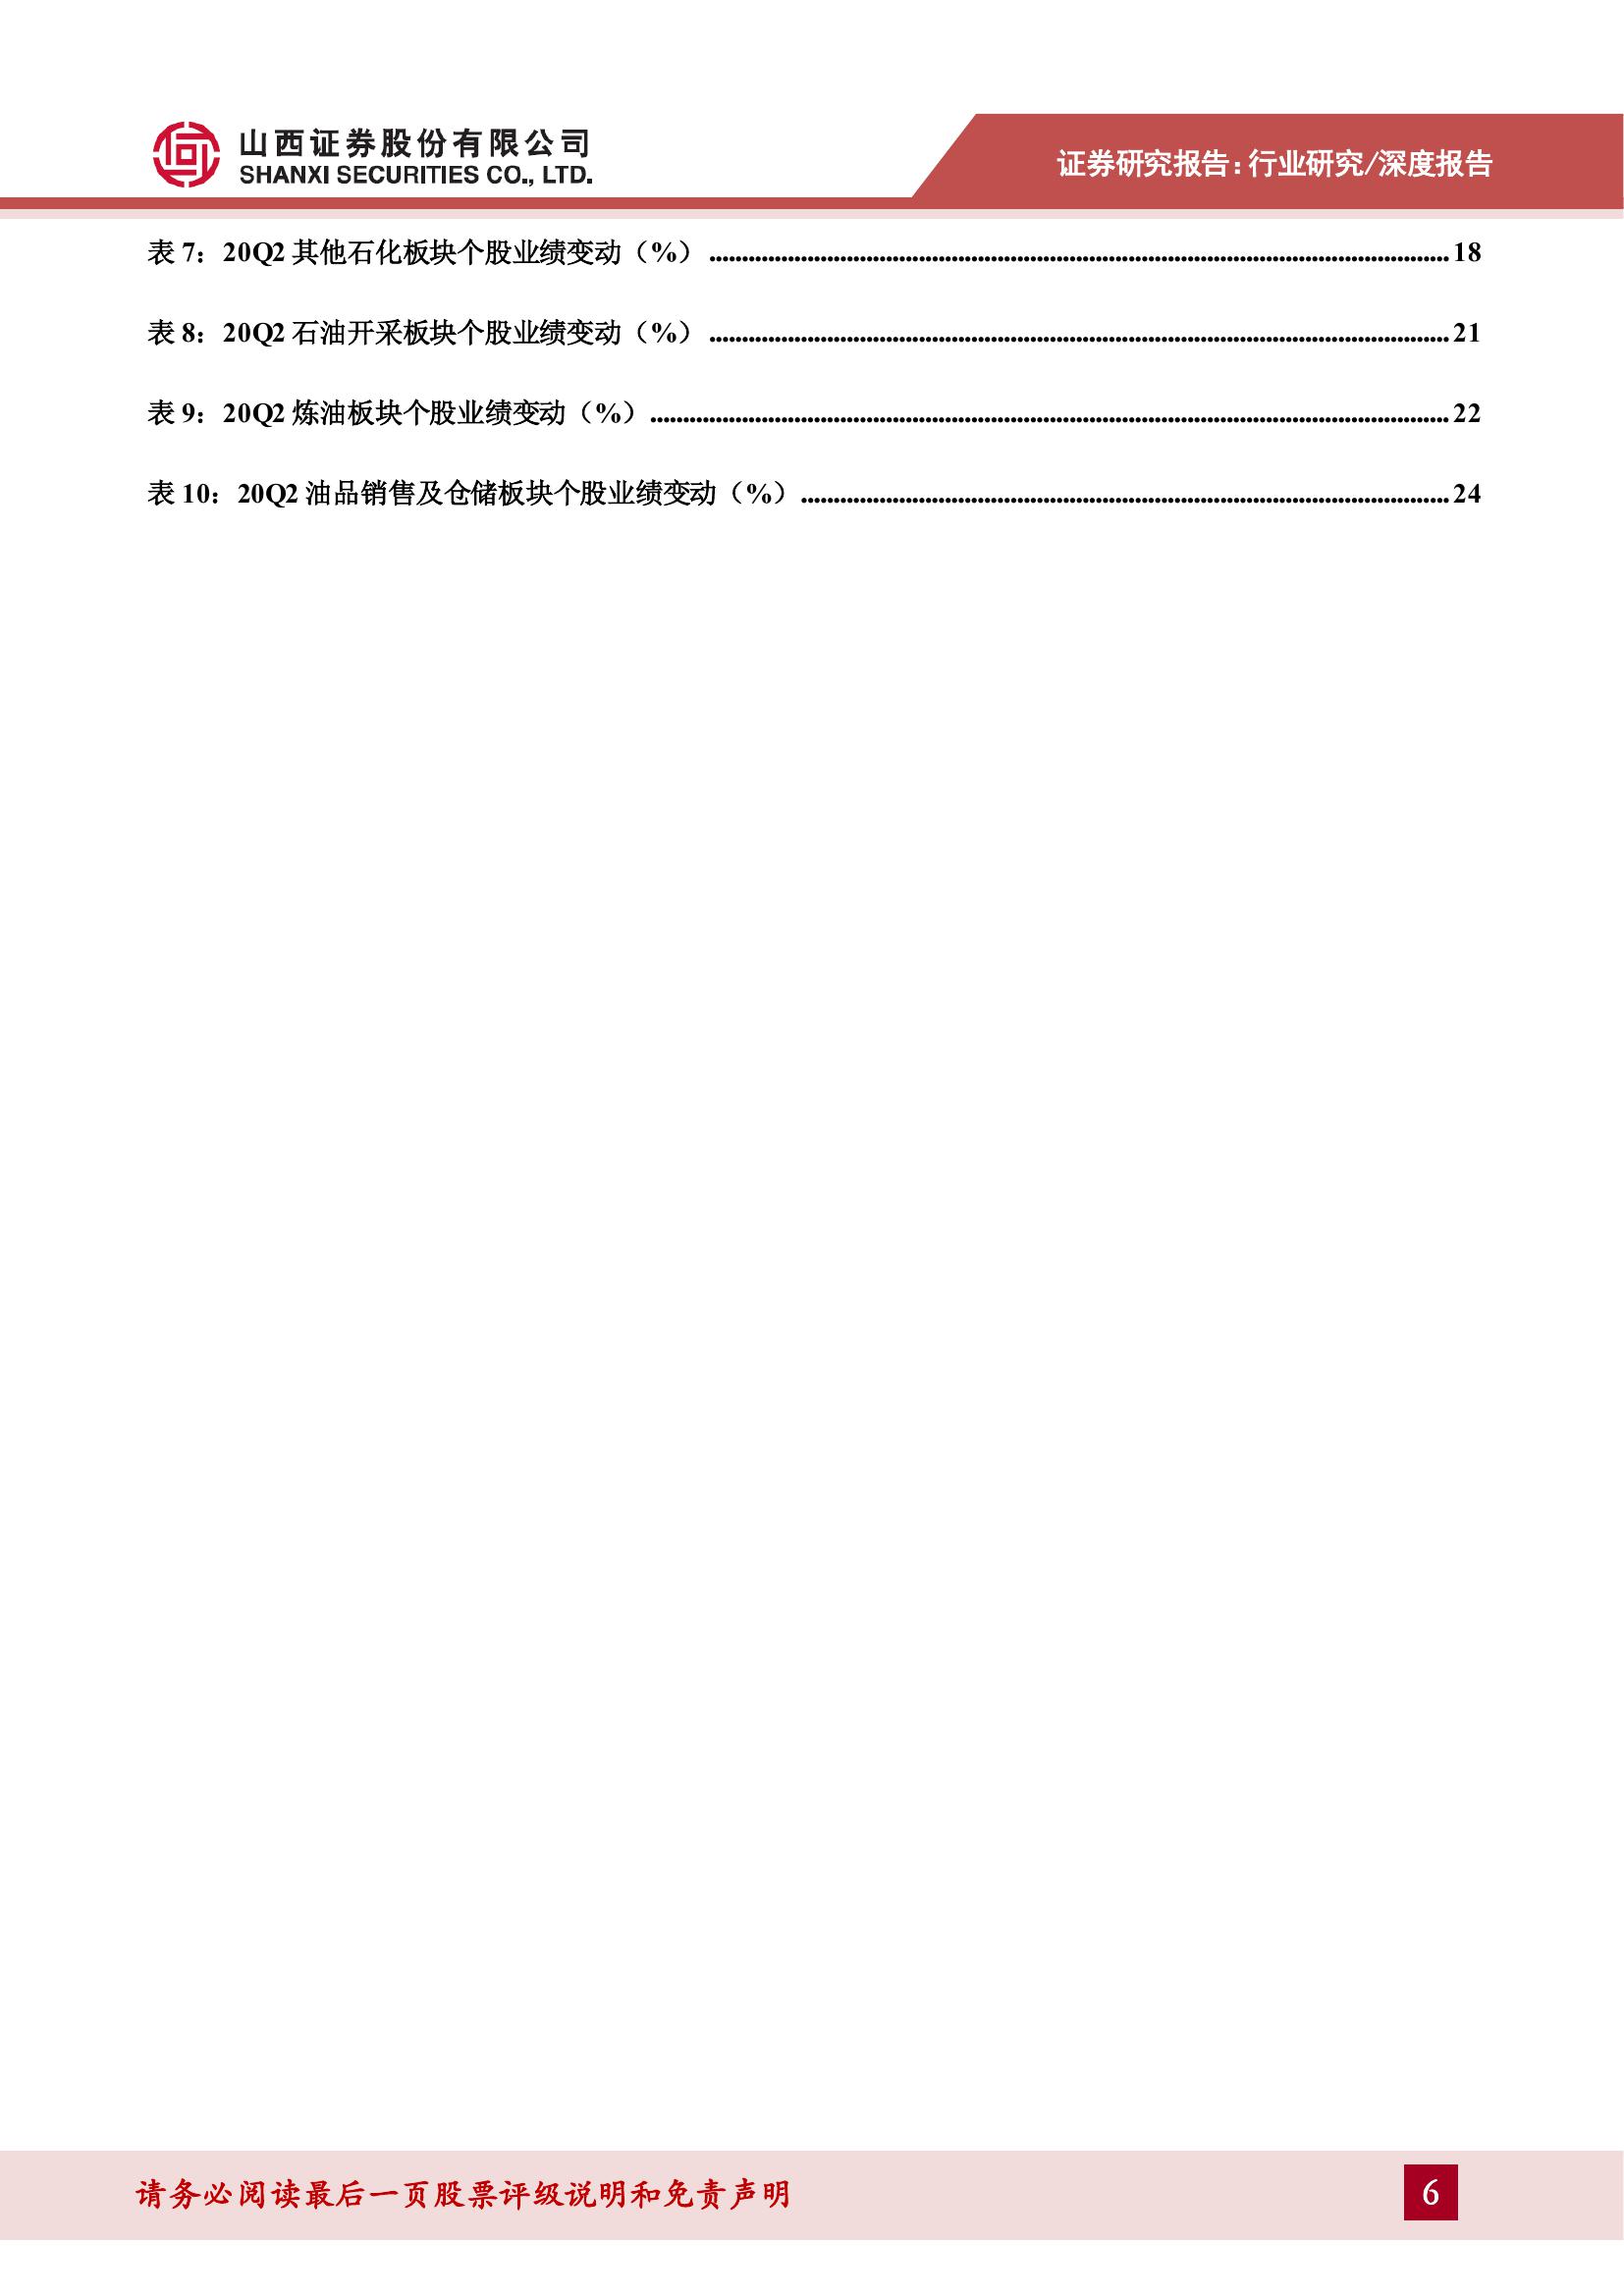 山西证券股份有限公司
SHANXI SECURITIES CO., LTD.
证券研究报告:行业研究/深度报告
表 7：20Q2 其他石化板块个股业绩变动（%） ........................................................................................................ 18
表 8：20Q2 石油开采板块个股业绩变动（%） ........................................................................................................ 21
表 9：20Q2 炼油板块个股业绩变动（%） ................................................................................................................ 22
表 10：20Q2 油品销售及仓储板块个股业绩变动（%） ........................................................................................... 24
请务必阅读最后一页股票评级说明和免责声明
6